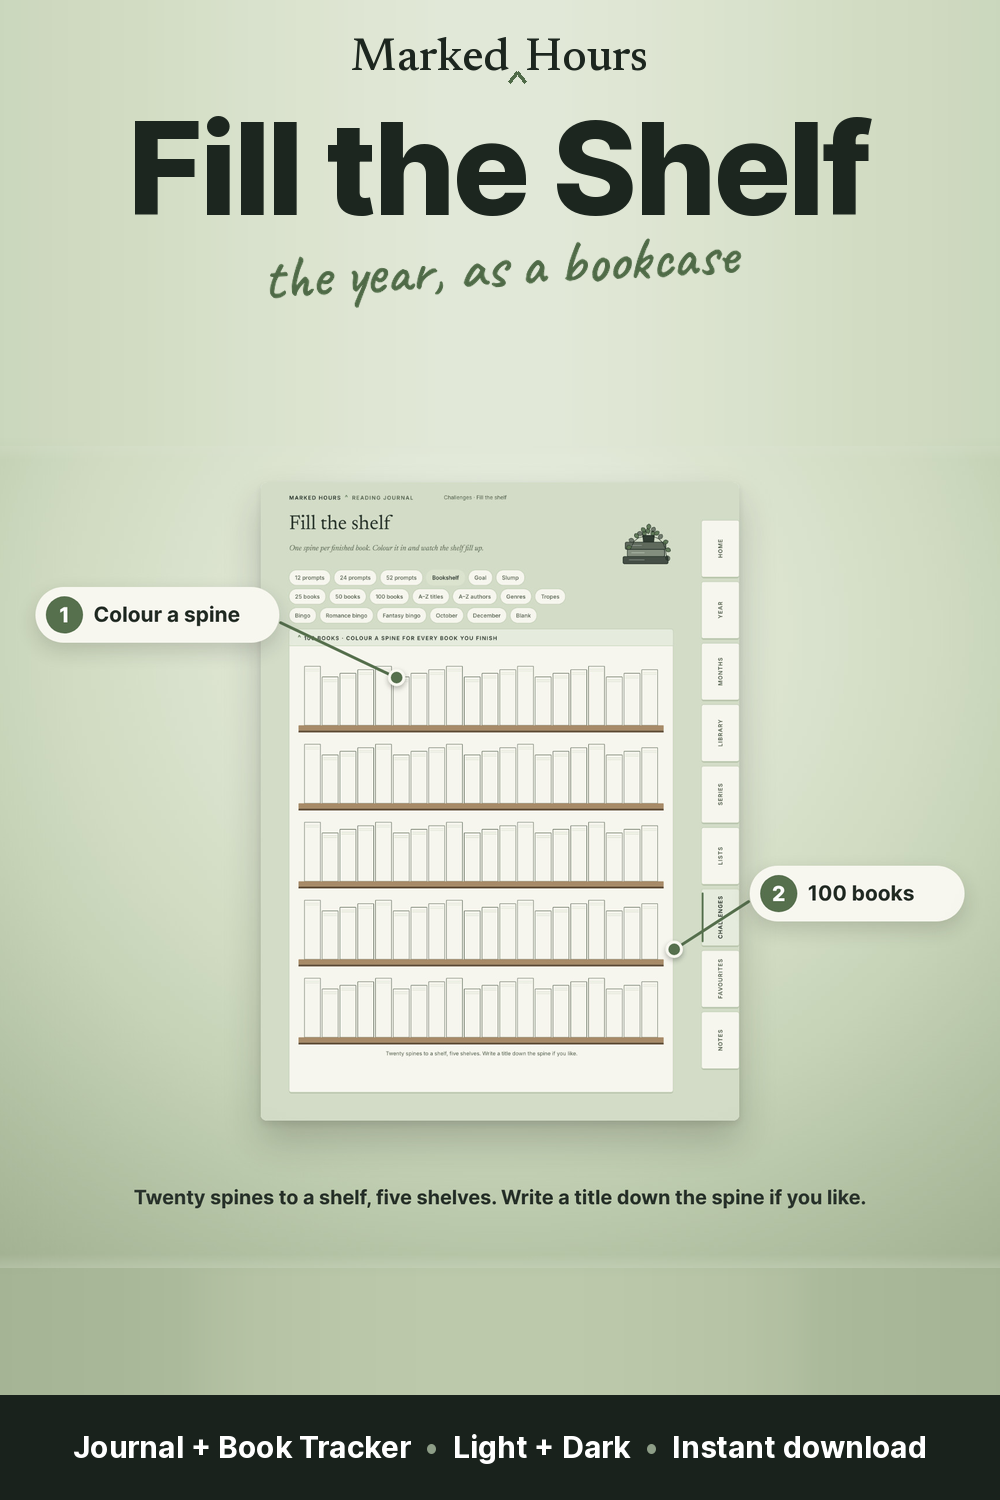 Marked Hours
^
Fill the Shelf
the year, as a bookcase
MARKED HOURS ^ READING JOURNAL
Challenges · Fill the shelf
Fill the shelf
One spine per finished book. Colour it in and watch the shelf fill up.
12 prompts 24 prompts 52 prompts Bookshelf Goal Slump
25 books 50 books 100 books A–Z titles A–Z authors Genres Tropes
Bingo Romance bingo Fantasy bingo October December Blank
^ 100 BOOKS · COLOUR A SPINE FOR EVERY BOOK YOU FINISH
1 Colour a spine
HOME
YEAR
MONTHS
LIBRARY
SERIES
LISTS
CHALLENGES
FAVOURITES
NOTES
2 100 books
Twenty spines to a shelf, five shelves. Write a title down the spine if you like.
Twenty spines to a shelf, five shelves. Write a title down the spine if you like.
Journal + Book Tracker • Light + Dark • Instant download